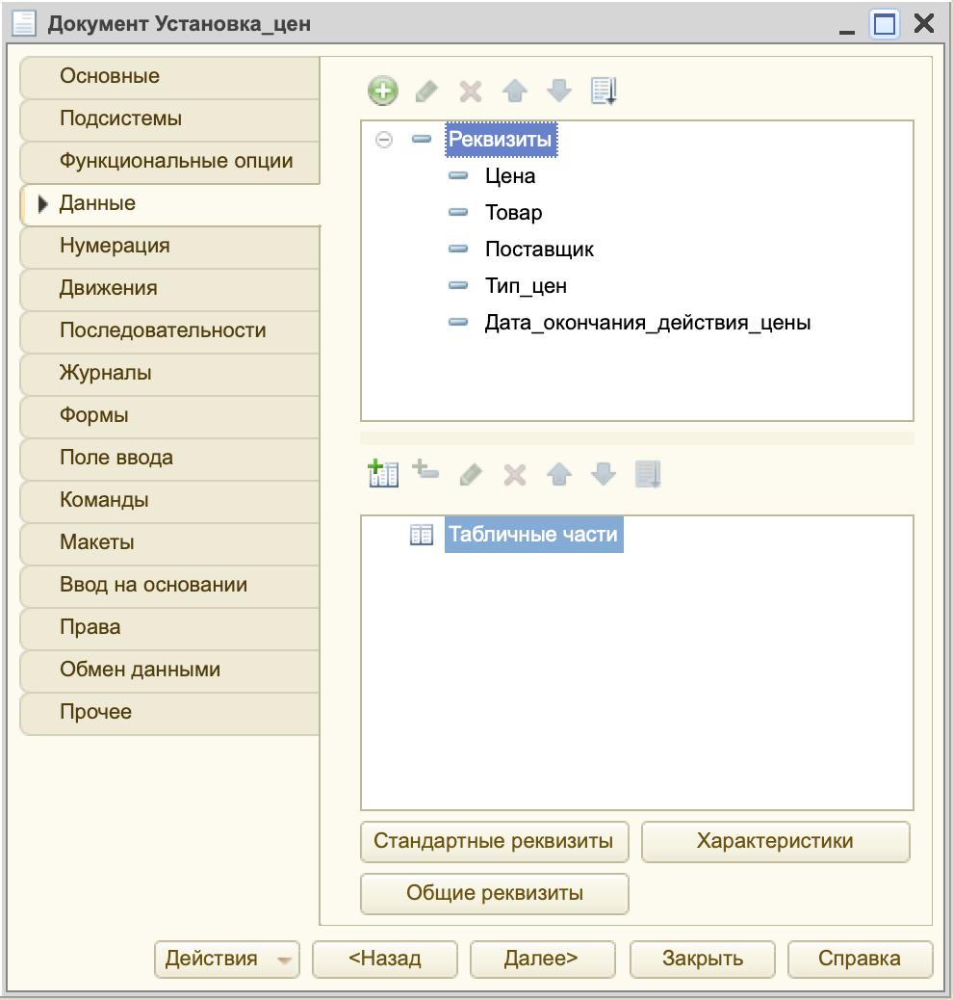 Документ Установка_цен
Основные
Подсистемы
Функциональные опции
Данные
Нумерация
Движения
Последовательности
Журналы
Формы
Поле ввода
Команды
Макеты
Ввод на основании
Права
Обмен данными
Прочее
Реквизиты
Цена
Товар
Поставщик
Тип_цен
Дата_окончания_действия_цены
Табличные части
Стандартные реквизиты
Характеристики
Общие реквизиты
Действия
<Назад
Далее>
Закрыть
Справка